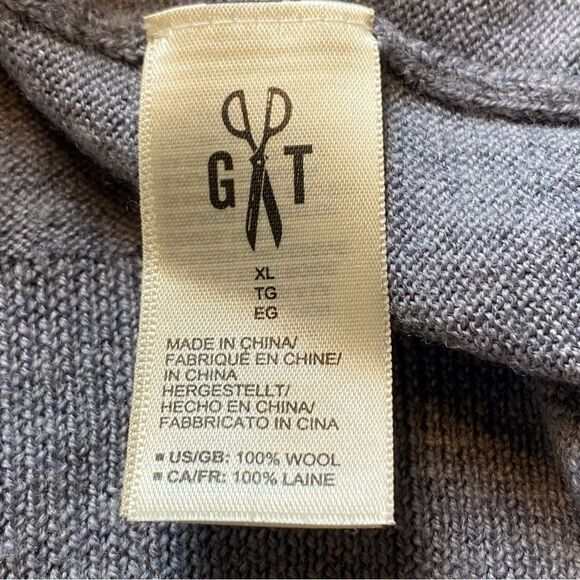 G T
XL
TG
EG
MADE IN CHINA/
FABRIQUÉ EN CHINE/
IN CHINA
HERGESTELLT/
HECHO EN CHINA/
FABBRICATO IN CINA
▪ US/GB: 100% WOOL
▪ CA/FR: 100% LAINE